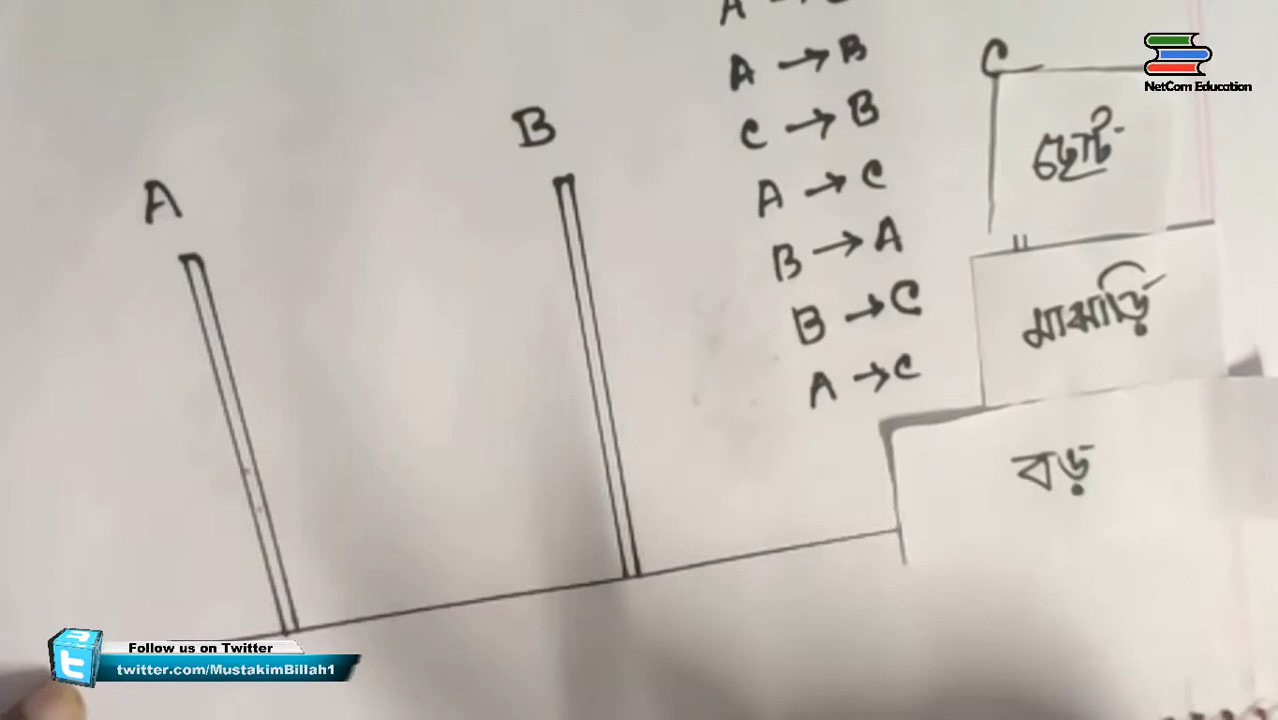 A → C
A → B
C → B
A → C
B → A
B → C
A → C
A
B
C
ছোট
মাঝারি
বড়
NetCom Education
Follow us on Twitter
twitter.com/MustakimBillah1